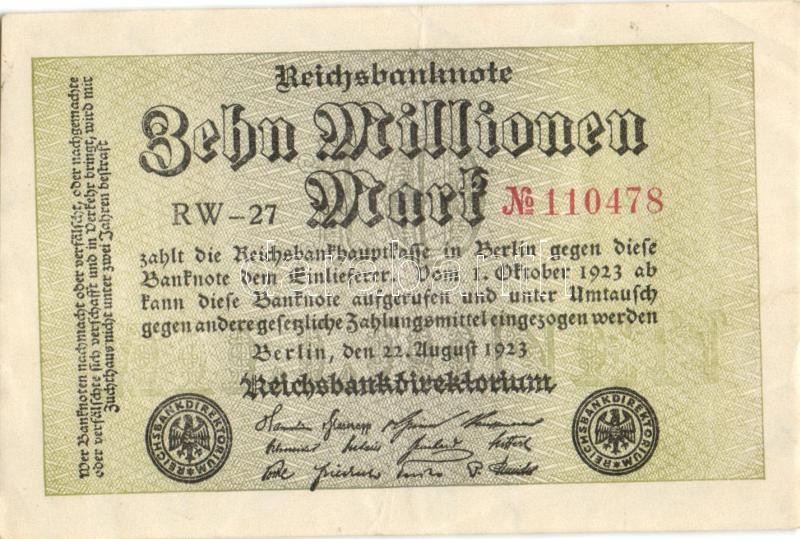 Reichsbanknote
Zehn Millionen
Mark
RW-27
№ 110478
zahlt die Reichsbankhauptkasse in Berlin gegen diese
Banknote dem Einlieferer. Vom 1. Oktober 1923 ab
kann diese Banknote aufgerufen und unter Umtausch
gegen andere gesetzliche Zahlungsmittel eingezogen werden
Berlin, den 22. August 1923
Reichsbankdirektorium
REICHSBANKDIREKTORIUM
REICHSBANKDIREKTORIUM
Wer Banknoten nachmacht oder verfälscht, oder nachgemachte
oder verfälschte sich verschafft und in Verkehr bringt, wird mit
Zuchthaus nicht unter zwei Jahren bestraft